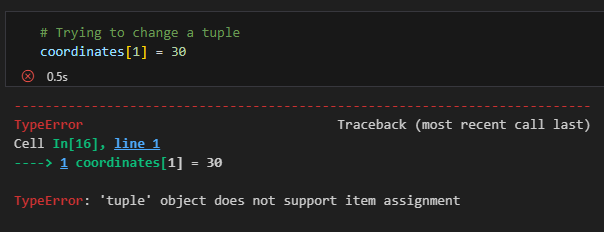 # Trying to change a tuple
coordinates[1] = 30
0.5s
---------------------------------------------------------------------------
TypeError                                 Traceback (most recent call last)
Cell In[16], line 1
----> 1 coordinates[1] = 30
TypeError: 'tuple' object does not support item assignment